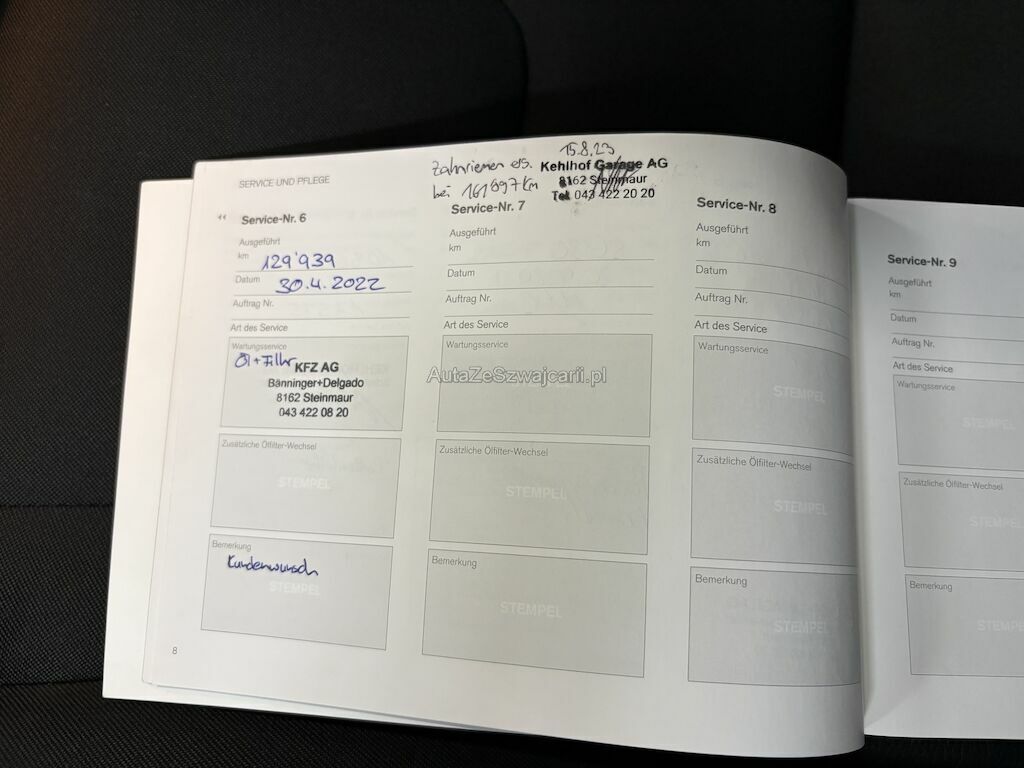 SERVICE UND PFLEGE
Zahnriemen ers.
bei 161897 Km
15.8.23
Kehlhof Garage AG
8162 Steinmaur
Tel. 043 422 20 20
Service-Nr. 6
Ausgeführt
km 129'939
Datum 30.4.2022
Auftrag Nr.
Art des Service
Wartungsservice
Öl + Filter
KFZ AG
Bänninger+Delgado
8162 Steinmaur
043 422 08 20
Zusätzliche Ölfilter-Wechsel
STEMPEL
Bemerkung
Kundenwunsch
STEMPEL
8
Service-Nr. 7
Ausgeführt
km
Datum
Auftrag Nr.
Art des Service
Wartungsservice
Zusätzliche Ölfilter-Wechsel
STEMPEL
Bemerkung
STEMPEL
Service-Nr. 8
Ausgeführt
km
Datum
Auftrag Nr.
Art des Service
Wartungsservice
STEMPEL
Zusätzliche Ölfilter-Wechsel
STEMPEL
Bemerkung
STEMPEL
Service-Nr. 9
Ausgeführt
km
Datum
Auftrag Nr.
Art des Service
Wartungsservice
STEMPE
Zusätzliche Ölfilter-Wechsel
STEMPE
Bemerkung
STEMPE
AutaZeSzwajcarii.pl